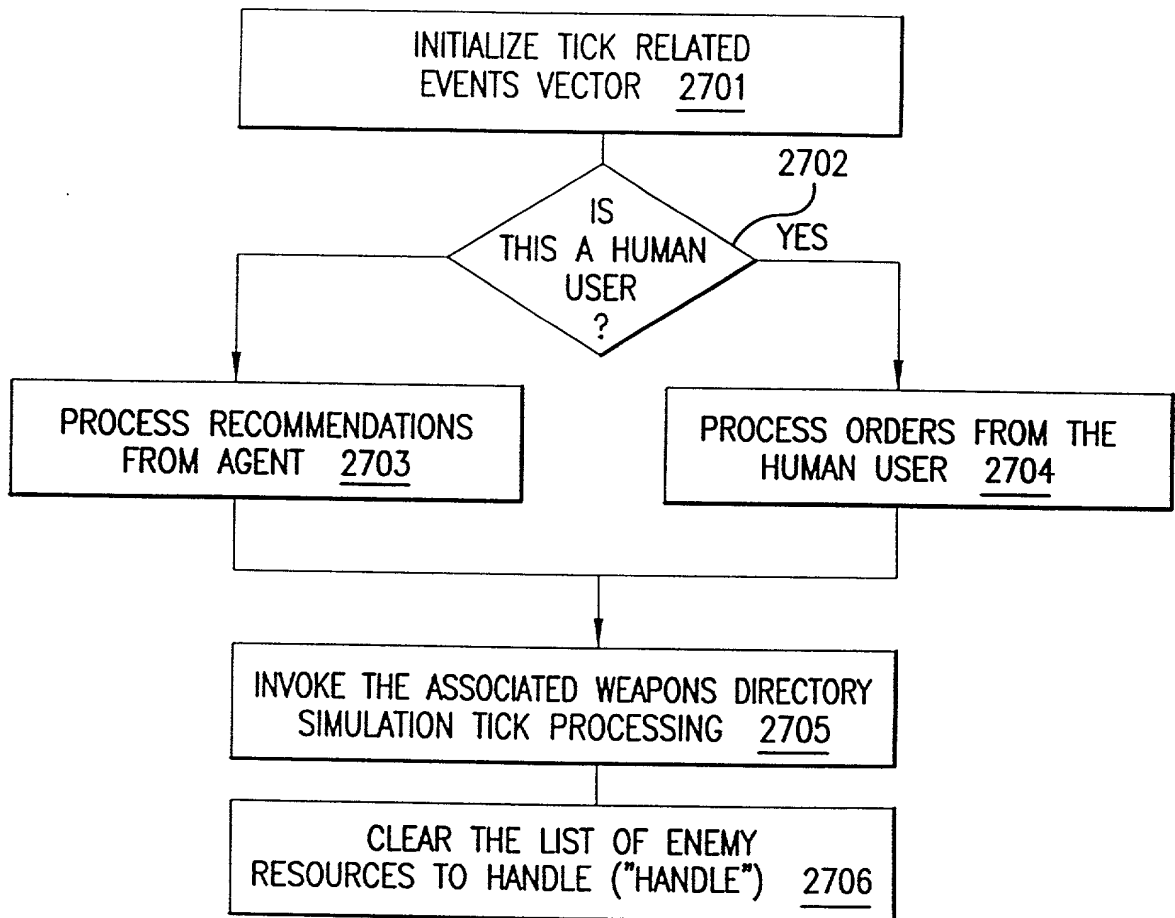 INITIALIZE TICK RELATED
EVENTS VECTOR 2701
2702
IS
THIS A HUMAN
USER
?
YES
PROCESS RECOMMENDATIONS
FROM AGENT 2703
PROCESS ORDERS FROM THE
HUMAN USER 2704
INVOKE THE ASSOCIATED WEAPONS DIRECTORY
SIMULATION TICK PROCESSING 2705
CLEAR THE LIST OF ENEMY
RESOURCES TO HANDLE ("HANDLE") 2706